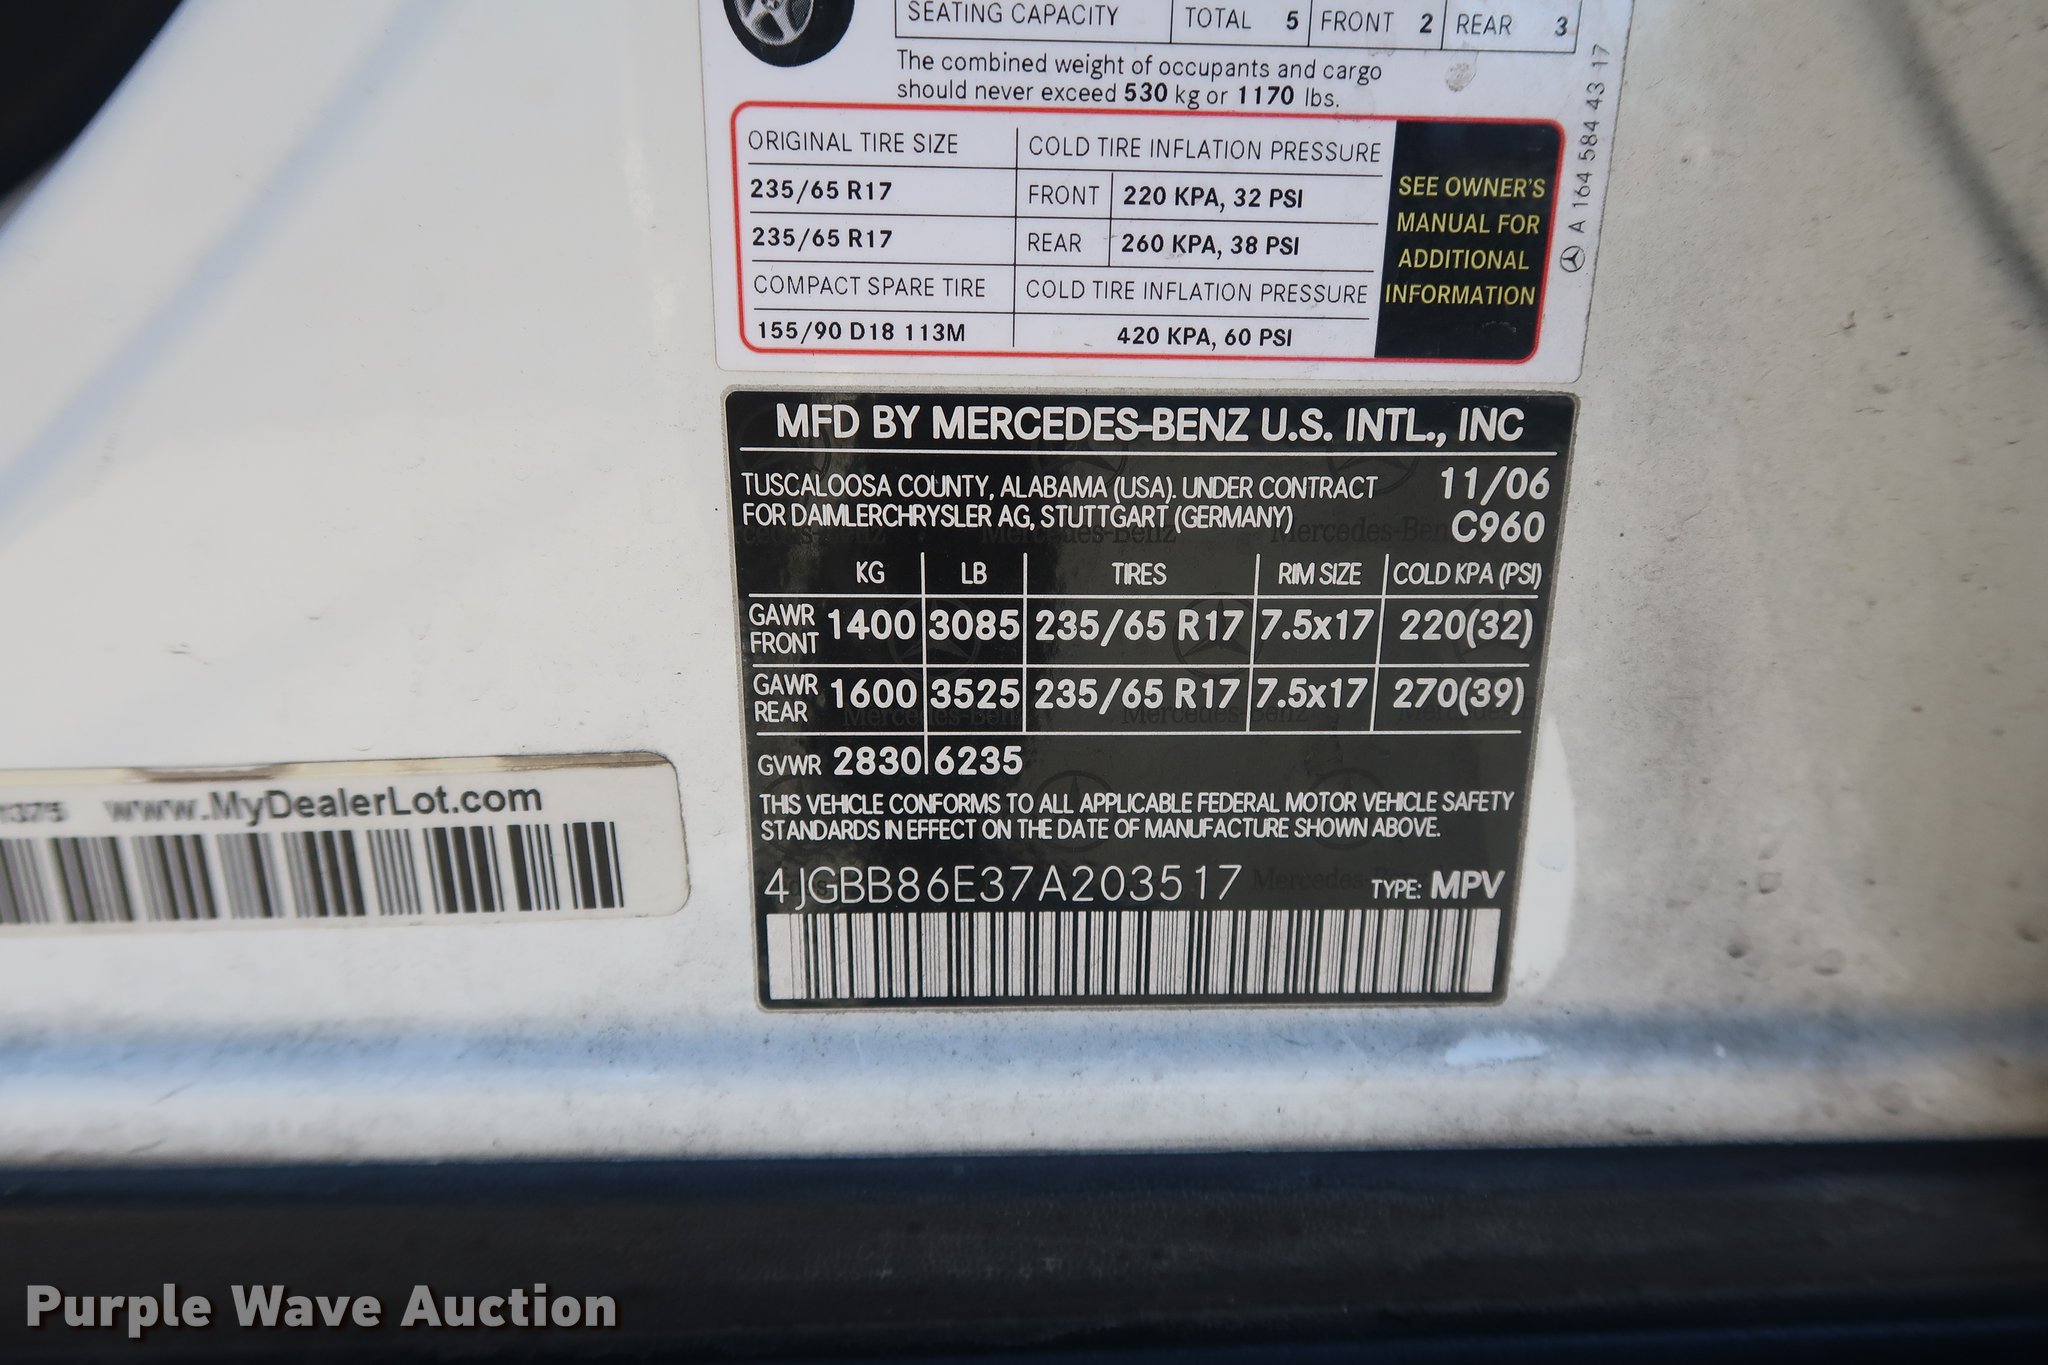 SEATING CAPACITY TOTAL 5 FRONT 2 REAR 3
The combined weight of occupants and cargo
should never exceed 530 kg or 1170 lbs.
ORIGINAL TIRE SIZE COLD TIRE INFLATION PRESSURE
235/65 R17 FRONT 220 KPA, 32 PSI
235/65 R17 REAR 260 KPA, 38 PSI
COMPACT SPARE TIRE COLD TIRE INFLATION PRESSURE
155/90 D18 113M 420 KPA, 60 PSI
SEE OWNER'S
MANUAL FOR
ADDITIONAL
INFORMATION
A 164 584 43 17
MFD BY MERCEDES-BENZ U.S. INTL., INC
TUSCALOOSA COUNTY, ALABAMA (USA). UNDER CONTRACT 11/06
FOR DAIMLERCHRYSLER AG, STUTTGART (GERMANY) C960
KG LB TIRES RIM SIZE COLD KPA (PSI)
GAWR FRONT 1400 3085 235/65 R17 7.5x17 220(32)
GAWR REAR 1600 3525 235/65 R17 7.5x17 270(39)
GVWR 2830 6235
THIS VEHICLE CONFORMS TO ALL APPLICABLE FEDERAL MOTOR VEHICLE SAFETY
STANDARDS IN EFFECT ON THE DATE OF MANUFACTURE SHOWN ABOVE.
4JGBB86E37A203517 TYPE: MPV
www.MyDealerLot.com
Purple Wave Auction